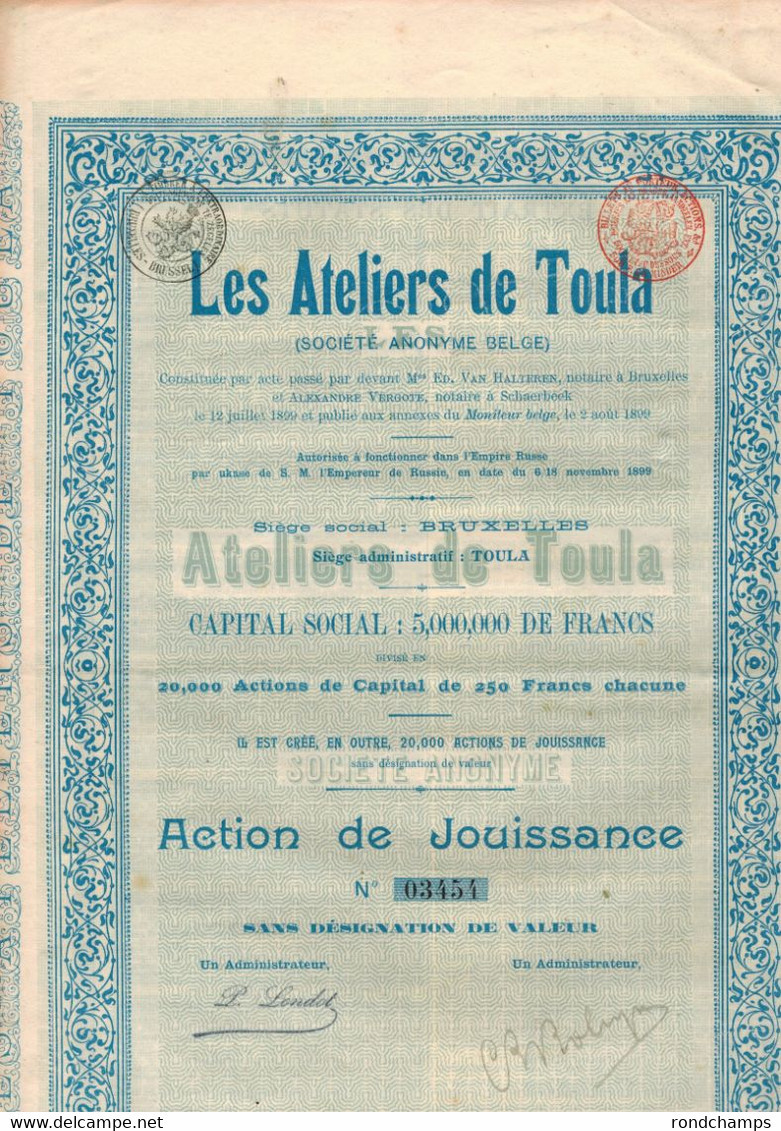 Les Ateliers de Toula
(SOCIÉTÉ ANONYME BELGE)
Constituée par acte passé par devant Mes ED. VAN HALTEREN, notaire à Bruxelles
et ALEXANDRE VERGOTE, notaire à Schaerbeek
le 12 juillet 1899 et publié aux annexes du Moniteur belge, le 2 août 1899
Autorisée à fonctionner dans l'Empire Russe
par ukase de S. M. l'Empereur de Russie, en date du 6/18 novembre 1899
Siège social : BRUXELLES
Ateliers de Toula
Siège administratif : TOULA
CAPITAL SOCIAL : 5,000,000 DE FRANCS
DIVISÉ EN
20,000 Actions de Capital de 250 Francs chacune
IL EST CRÉÉ, EN OUTRE, 20,000 ACTIONS DE JOUISSANCE
sans désignation de valeur
SOCIÉTÉ ANONYME
Action de Jouissance
No 03454
SANS DÉSIGNATION DE VALEUR
Un Administrateur, Un Administrateur,
delcampe.net rondchamps